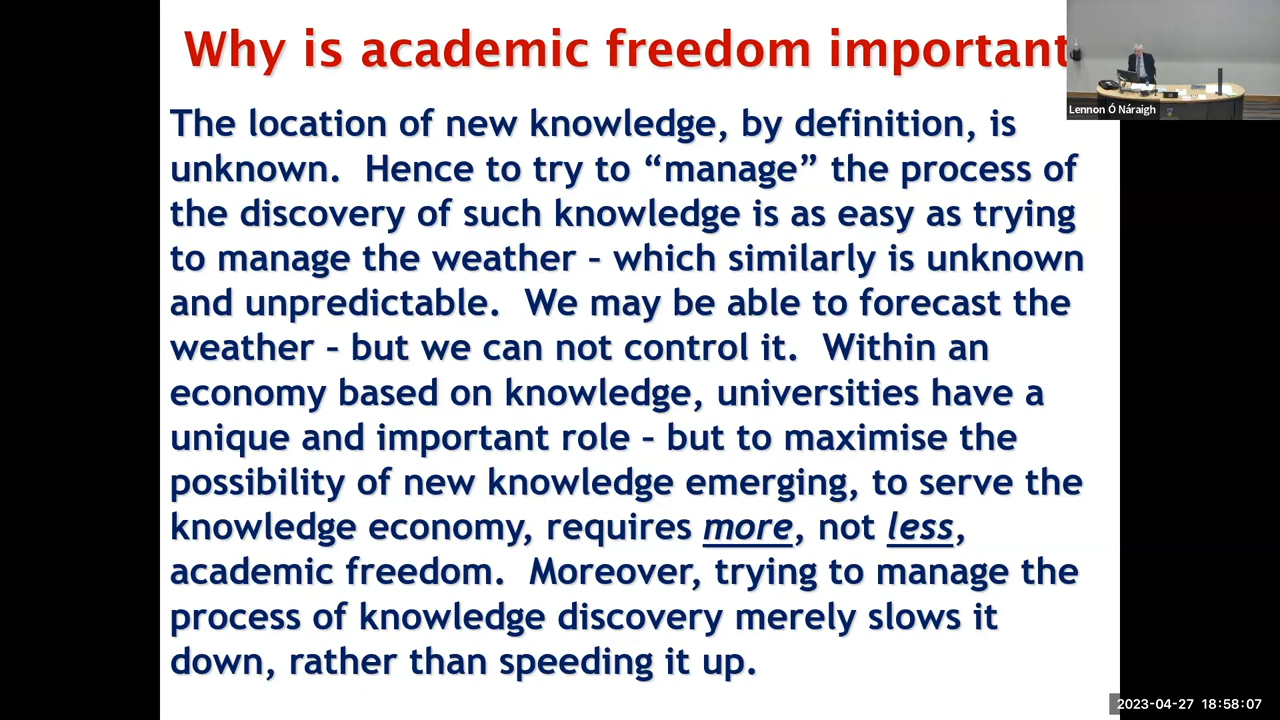 Why is academic freedom important
Lennon Ó Náraigh
The location of new knowledge, by definition, is
unknown. Hence to try to “manage” the process of
the discovery of such knowledge is as easy as trying
to manage the weather – which similarly is unknown
and unpredictable. We may be able to forecast the
weather – but we can not control it. Within an
economy based on knowledge, universities have a
unique and important role – but to maximise the
possibility of new knowledge emerging, to serve the
knowledge economy, requires more, not less,
academic freedom. Moreover, trying to manage the
process of knowledge discovery merely slows it
down, rather than speeding it up.
2023-04-27 18:58:07